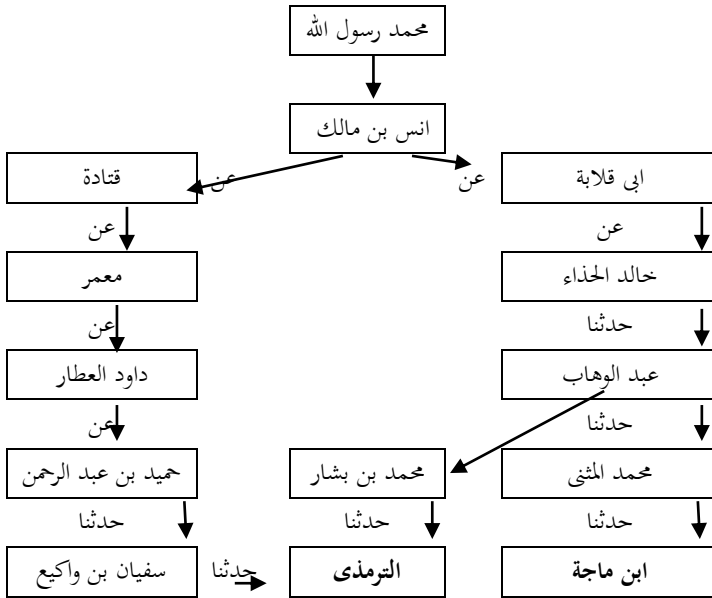 محمد رسول الله
انس بن مالك
ابى قلابة
عن
عن
قتادة
عن
عن
خالد الحذاء
معمر
حدثنا
عن
عبد الوهاب
داود العطار
حدثنا
عن
محمد المثنى
محمد بن بشار
حميد بن عبد الرحمن
حدثنا
حدثنا
حدثنا
ابن ماجة
الترمذى
حدثنا
سفيان بن واكيع